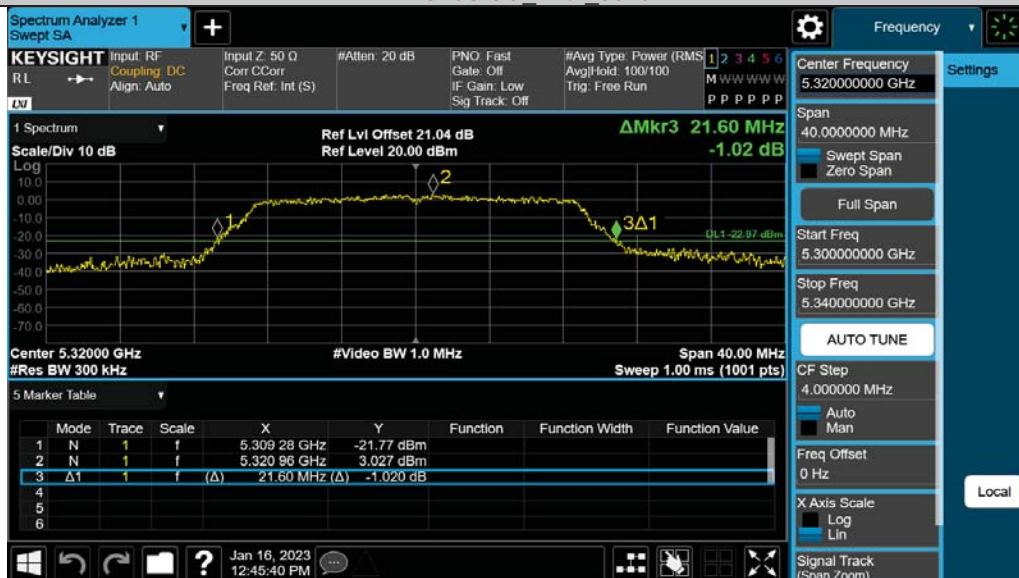 Spectrum Analyzer 1
Swept SA
Frequency
KEYSIGHT
RL
LXI
Input: RF
Coupling: DC
Align: Auto
Input Z: 50 Ω
Corr CCorr
Freq Ref: Int (S)
#Atten: 20 dB
PNO: Fast
Gate: Off
IF Gain: Low
Sig Track: Off
#Avg Type: Power (RMS
Avg|Hold: 100/100
Trig: Free Run
1 2 3 4 5 6
M W W W W W
P P P P P P
Center Frequency
5.320000000 GHz
Settings
1 Spectrum
Scale/Div 10 dB
Ref Lvl Offset 21.04 dB
Ref Level 20.00 dBm
ΔMkr3 21.60 MHz
-1.02 dB
Span
40.0000000 MHz
Swept Span
Zero Span
Full Span
Log
10.0
0.00
-10.0
-20.0
-30.0
-40.0
-50.0
-60.0
-70.0
1
2
3Δ1
DL1 -22.97 dBm
Start Freq
5.300000000 GHz
Stop Freq
5.340000000 GHz
AUTO TUNE
Center 5.32000 GHz
#Video BW 1.0 MHz
Span 40.00 MHz
#Res BW 300 kHz
Sweep 1.00 ms (1001 pts)
CF Step
4.000000 MHz
Auto
Man
5 Marker Table
Mode Trace Scale X Y Function Function Width Function Value
1 N 1 f 5.309 28 GHz -21.77 dBm
2 N 1 f 5.320 96 GHz 3.027 dBm
3 Δ1 1 f (Δ) 21.60 MHz (Δ) -1.020 dB
4
5
6
Freq Offset
0 Hz
Local
X Axis Scale
Log
Lin
Signal Track
(Span Zoom)
?
Jan 16, 2023
12:45:40 PM